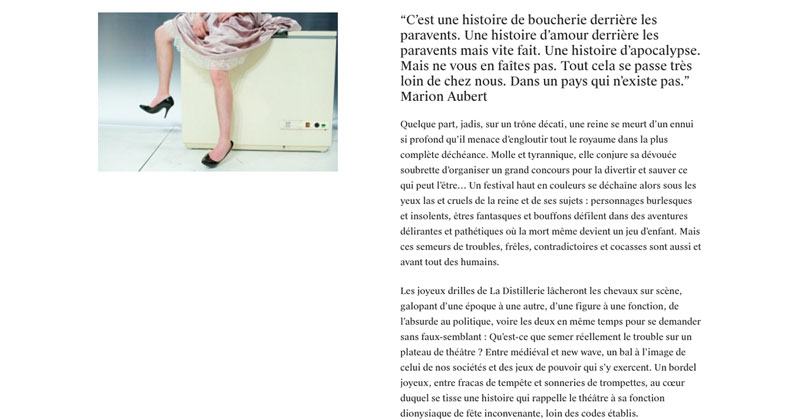 “C’est une histoire de boucherie derrière les
paravents. Une histoire d’amour derrière les
paravents mais vite fait. Une histoire d’apocalypse.
Mais ne vous en faîtes pas. Tout cela se passe très
loin de chez nous. Dans un pays qui n’existe pas.”
Marion Aubert
Quelque part, jadis, sur un trône décati, une reine se meurt d’un ennui
si profond qu’il menace d’engloutir tout le royaume dans la plus
complète déchéance. Molle et tyrannique, elle conjure sa dévouée
soubrette d’organiser un grand concours pour la divertir et sauver ce
qui peut l’être… Un festival haut en couleurs se déchaîne alors sous les
yeux las et cruels de la reine et de ses sujets : personnages burlesques
et insolents, êtres fantasques et bouffons défilent dans des aventures
délirantes et pathétiques où la mort même devient un jeu d’enfant. Mais
ces semeurs de troubles, frêles, contradictoires et cocasses sont aussi et
avant tout des humains.
Les joyeux drilles de La Distillerie lâcheront les chevaux sur scène,
galopant d’une époque à une autre, d’une figure à une fonction, de
l’absurde au politique, voire les deux en même temps pour se demander
sans faux-semblant : Qu’est-ce que semer réellement le trouble sur un
plateau de théâtre ? Entre médiéval et new wave, un bal à l’image de
celui de nos sociétés et des jeux de pouvoir qui s’y exercent. Un bordel
joyeux, entre fracas de tempête et sonneries de trompettes, au cœur
duquel se tisse une histoire qui rappelle le théâtre à sa fonction
dionysiaque de fête inconvenante, loin des codes établis.